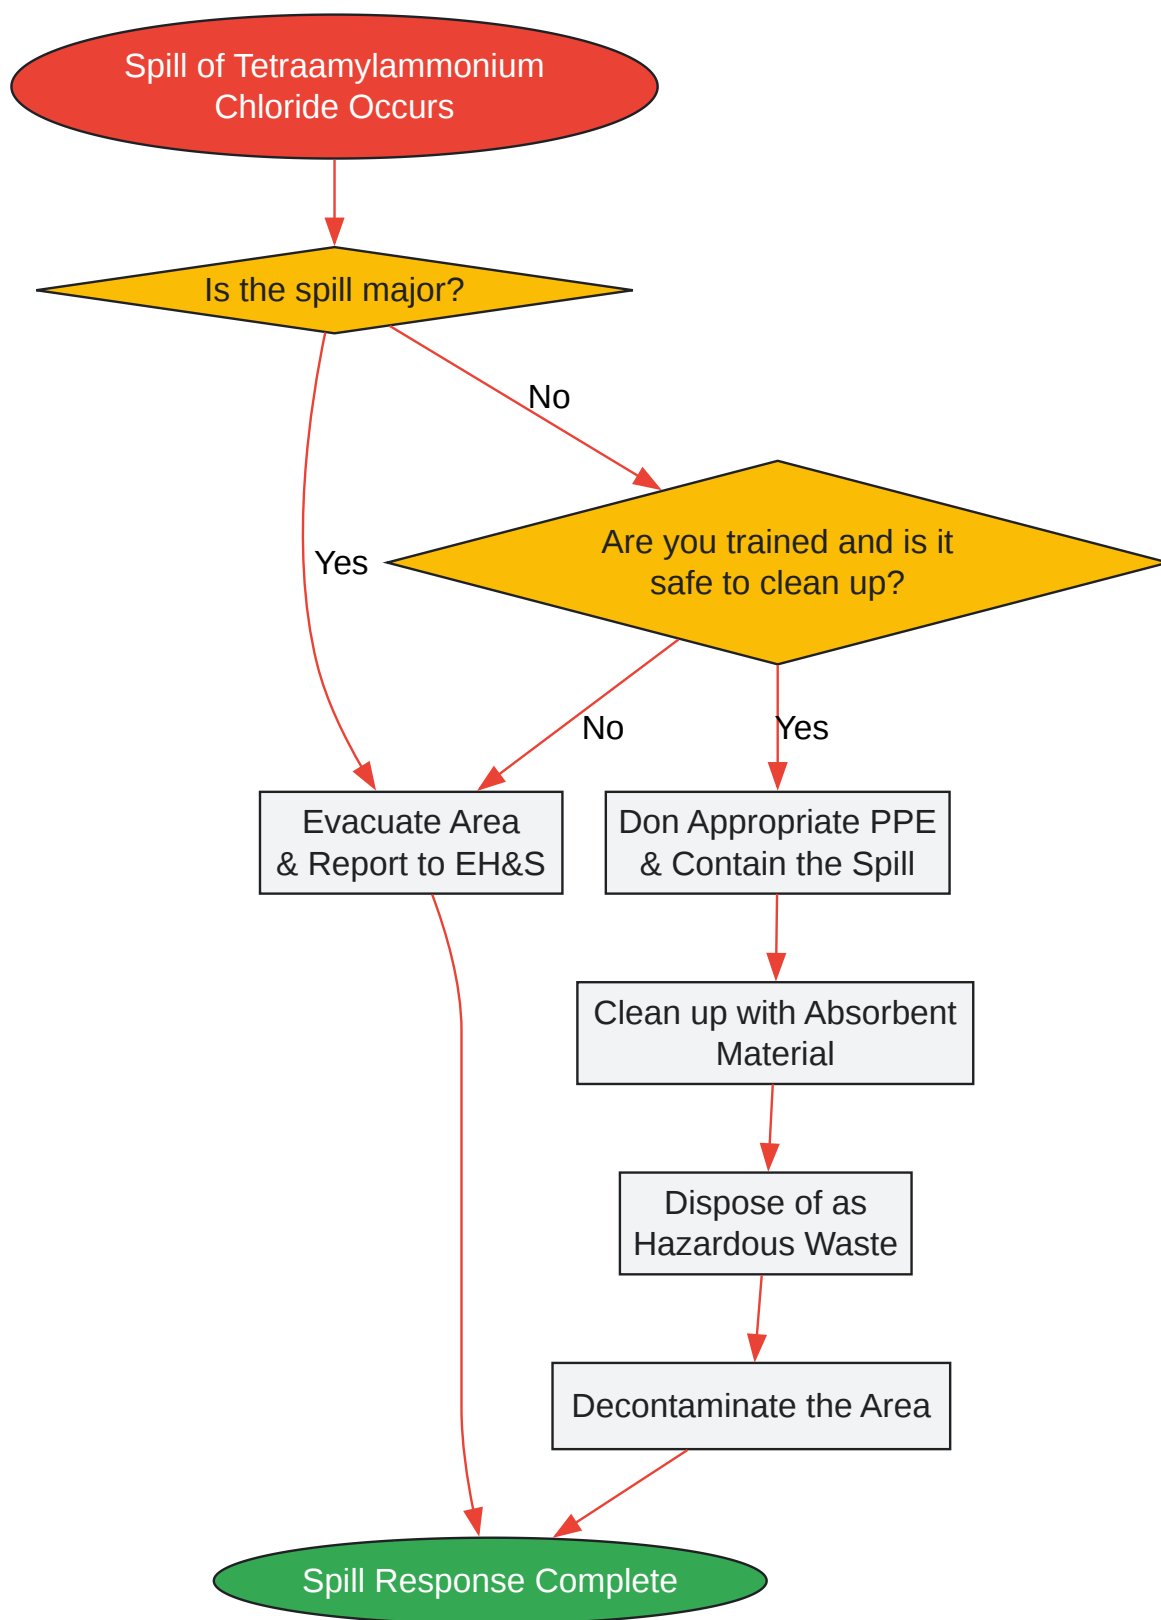 Spill of Tetraamylammonium
Chloride Occurs
Is the spill major?
No
Are you trained and is it
safe to clean up?
Yes
No
Yes
Evacuate Area
& Report to EH&S
Don Appropriate PPE
& Contain the Spill
Clean up with Absorbent
Material
Dispose of as
Hazardous Waste
Decontaminate the Area
Spill Response Complete